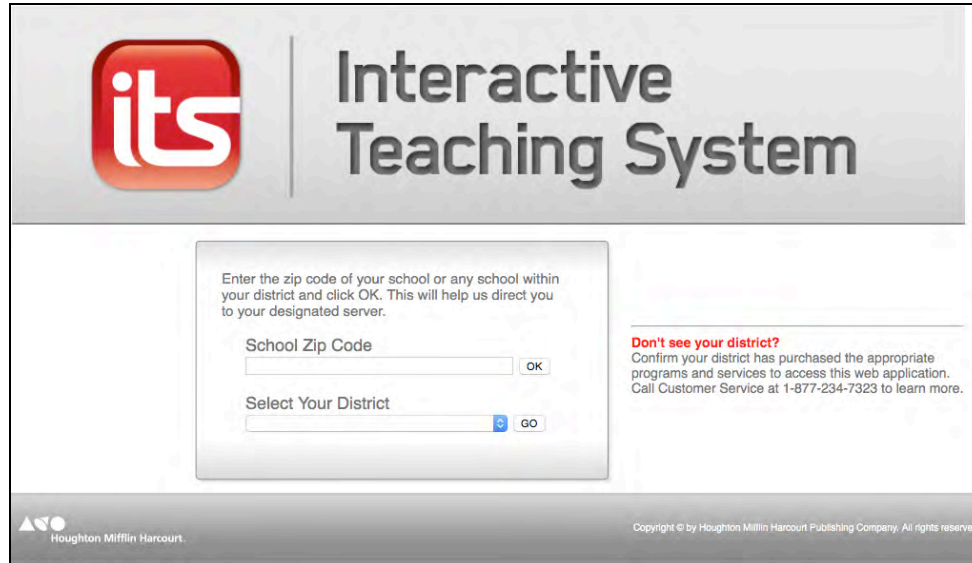 its
Interactive
Teaching System
Enter the zip code of your school or any school within
your district and click OK. This will help us direct you
to your designated server.
School Zip Code
OK
Select Your District
GO
Don't see your district?
Confirm your district has purchased the appropriate
programs and services to access this web application.
Call Customer Service at 1-877-234-7323 to learn more.
Houghton Mifflin Harcourt.
Copyright © by Houghton Mifflin Harcourt Publishing Company. All rights reserve